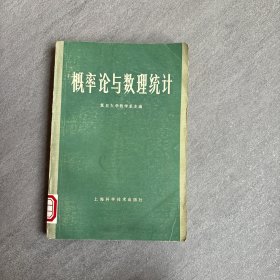 概率论与数理统计
复旦大学数学系主编
上海科学技术出版社